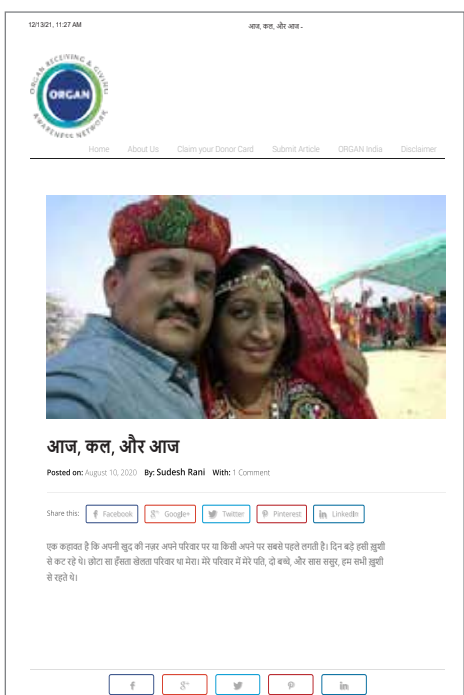 12/13/21, 11:27 AM
आज, कल, और आज -
ORGAN RECEIVING & GIVING
ORGAN
AWARENESS NETWORK
Home About Us Claim your Donor Card Submit Article ORGAN India Disclaimer
आज, कल, और आज
Posted on: August 10, 2020 By: Sudesh Rani With: 1 Comment
Share this: Facebook Google+ Twitter Pinterest LinkedIn
एक कहावत है कि अपनी खुद की नज़र अपने परिवार पर या किसी अपने पर सबसे पहले लगती है। दिन बड़े हसी ख़ुशी
से कट रहे थे। छोटा सा हँसता खेलता परिवार था मेरा। मेरे परिवार में मेरे पति, दो बच्चे, और सास ससुर, हम सभी ख़ुशी
से रहते थे।